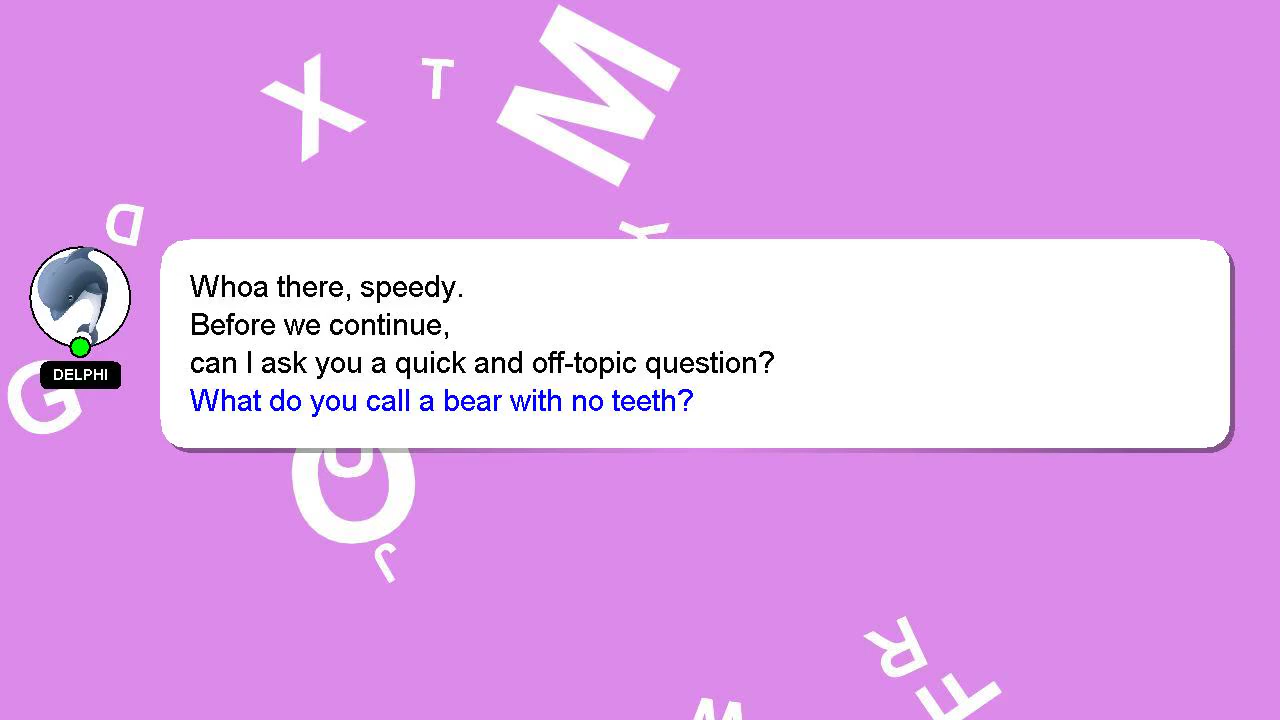 X
T
M
D
Y
Whoa there, speedy.
Before we continue,
can I ask you a quick and off-topic question?
What do you call a bear with no teeth?
DELPHI
G
O
J
R
F
W